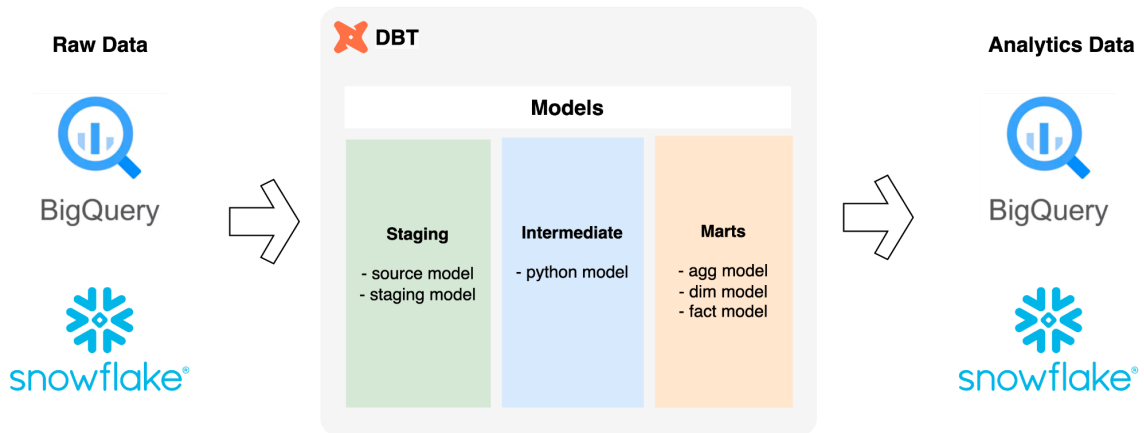 Raw Data
BigQuery
snowflake®
DBT
Models
Staging
- source model
- staging model
Intermediate
- python model
Marts
- agg model
- dim model
- fact model
Analytics Data
BigQuery
snowflake®